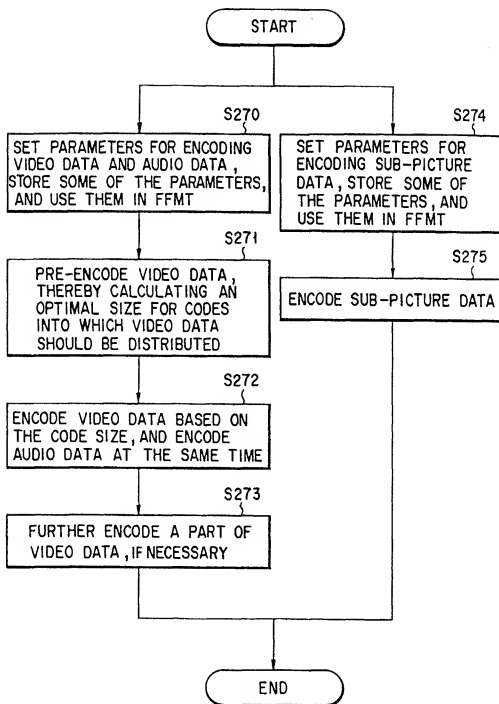 START
S270
SET PARAMETERS FOR ENCODING
VIDEO DATA AND AUDIO DATA,
STORE SOME OF THE PARAMETERS,
AND USE THEM IN FFMT
S271
PRE-ENCODE VIDEO DATA,
THEREBY CALCULATING AN
OPTIMAL SIZE FOR CODES
INTO WHICH VIDEO DATA
SHOULD BE DISTRIBUTED
S272
ENCODE VIDEO DATA BASED ON
THE CODE SIZE, AND ENCODE
AUDIO DATA AT THE SAME TIME
S273
FURTHER ENCODE A PART OF
VIDEO DATA, IF NECESSARY
S274
SET PARAMETERS FOR
ENCODING SUB-PICTURE
DATA, STORE SOME OF
THE PARAMETERS, AND
USE THEM IN FFMT
S275
ENCODE SUB-PICTURE DATA
END